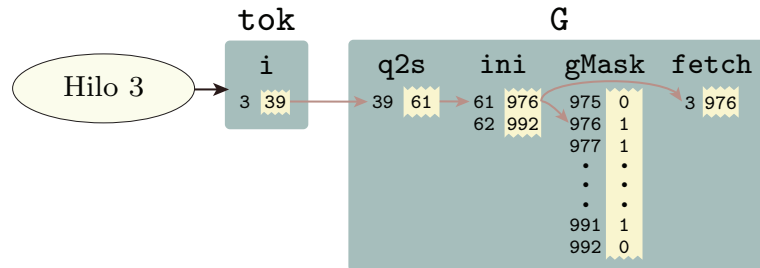 tok G
i q2s ini gMask fetch
Hilo 3 3 39 39 61 61 976 975 0 3 976
62 992 976 1
977 1
991 1
992 0